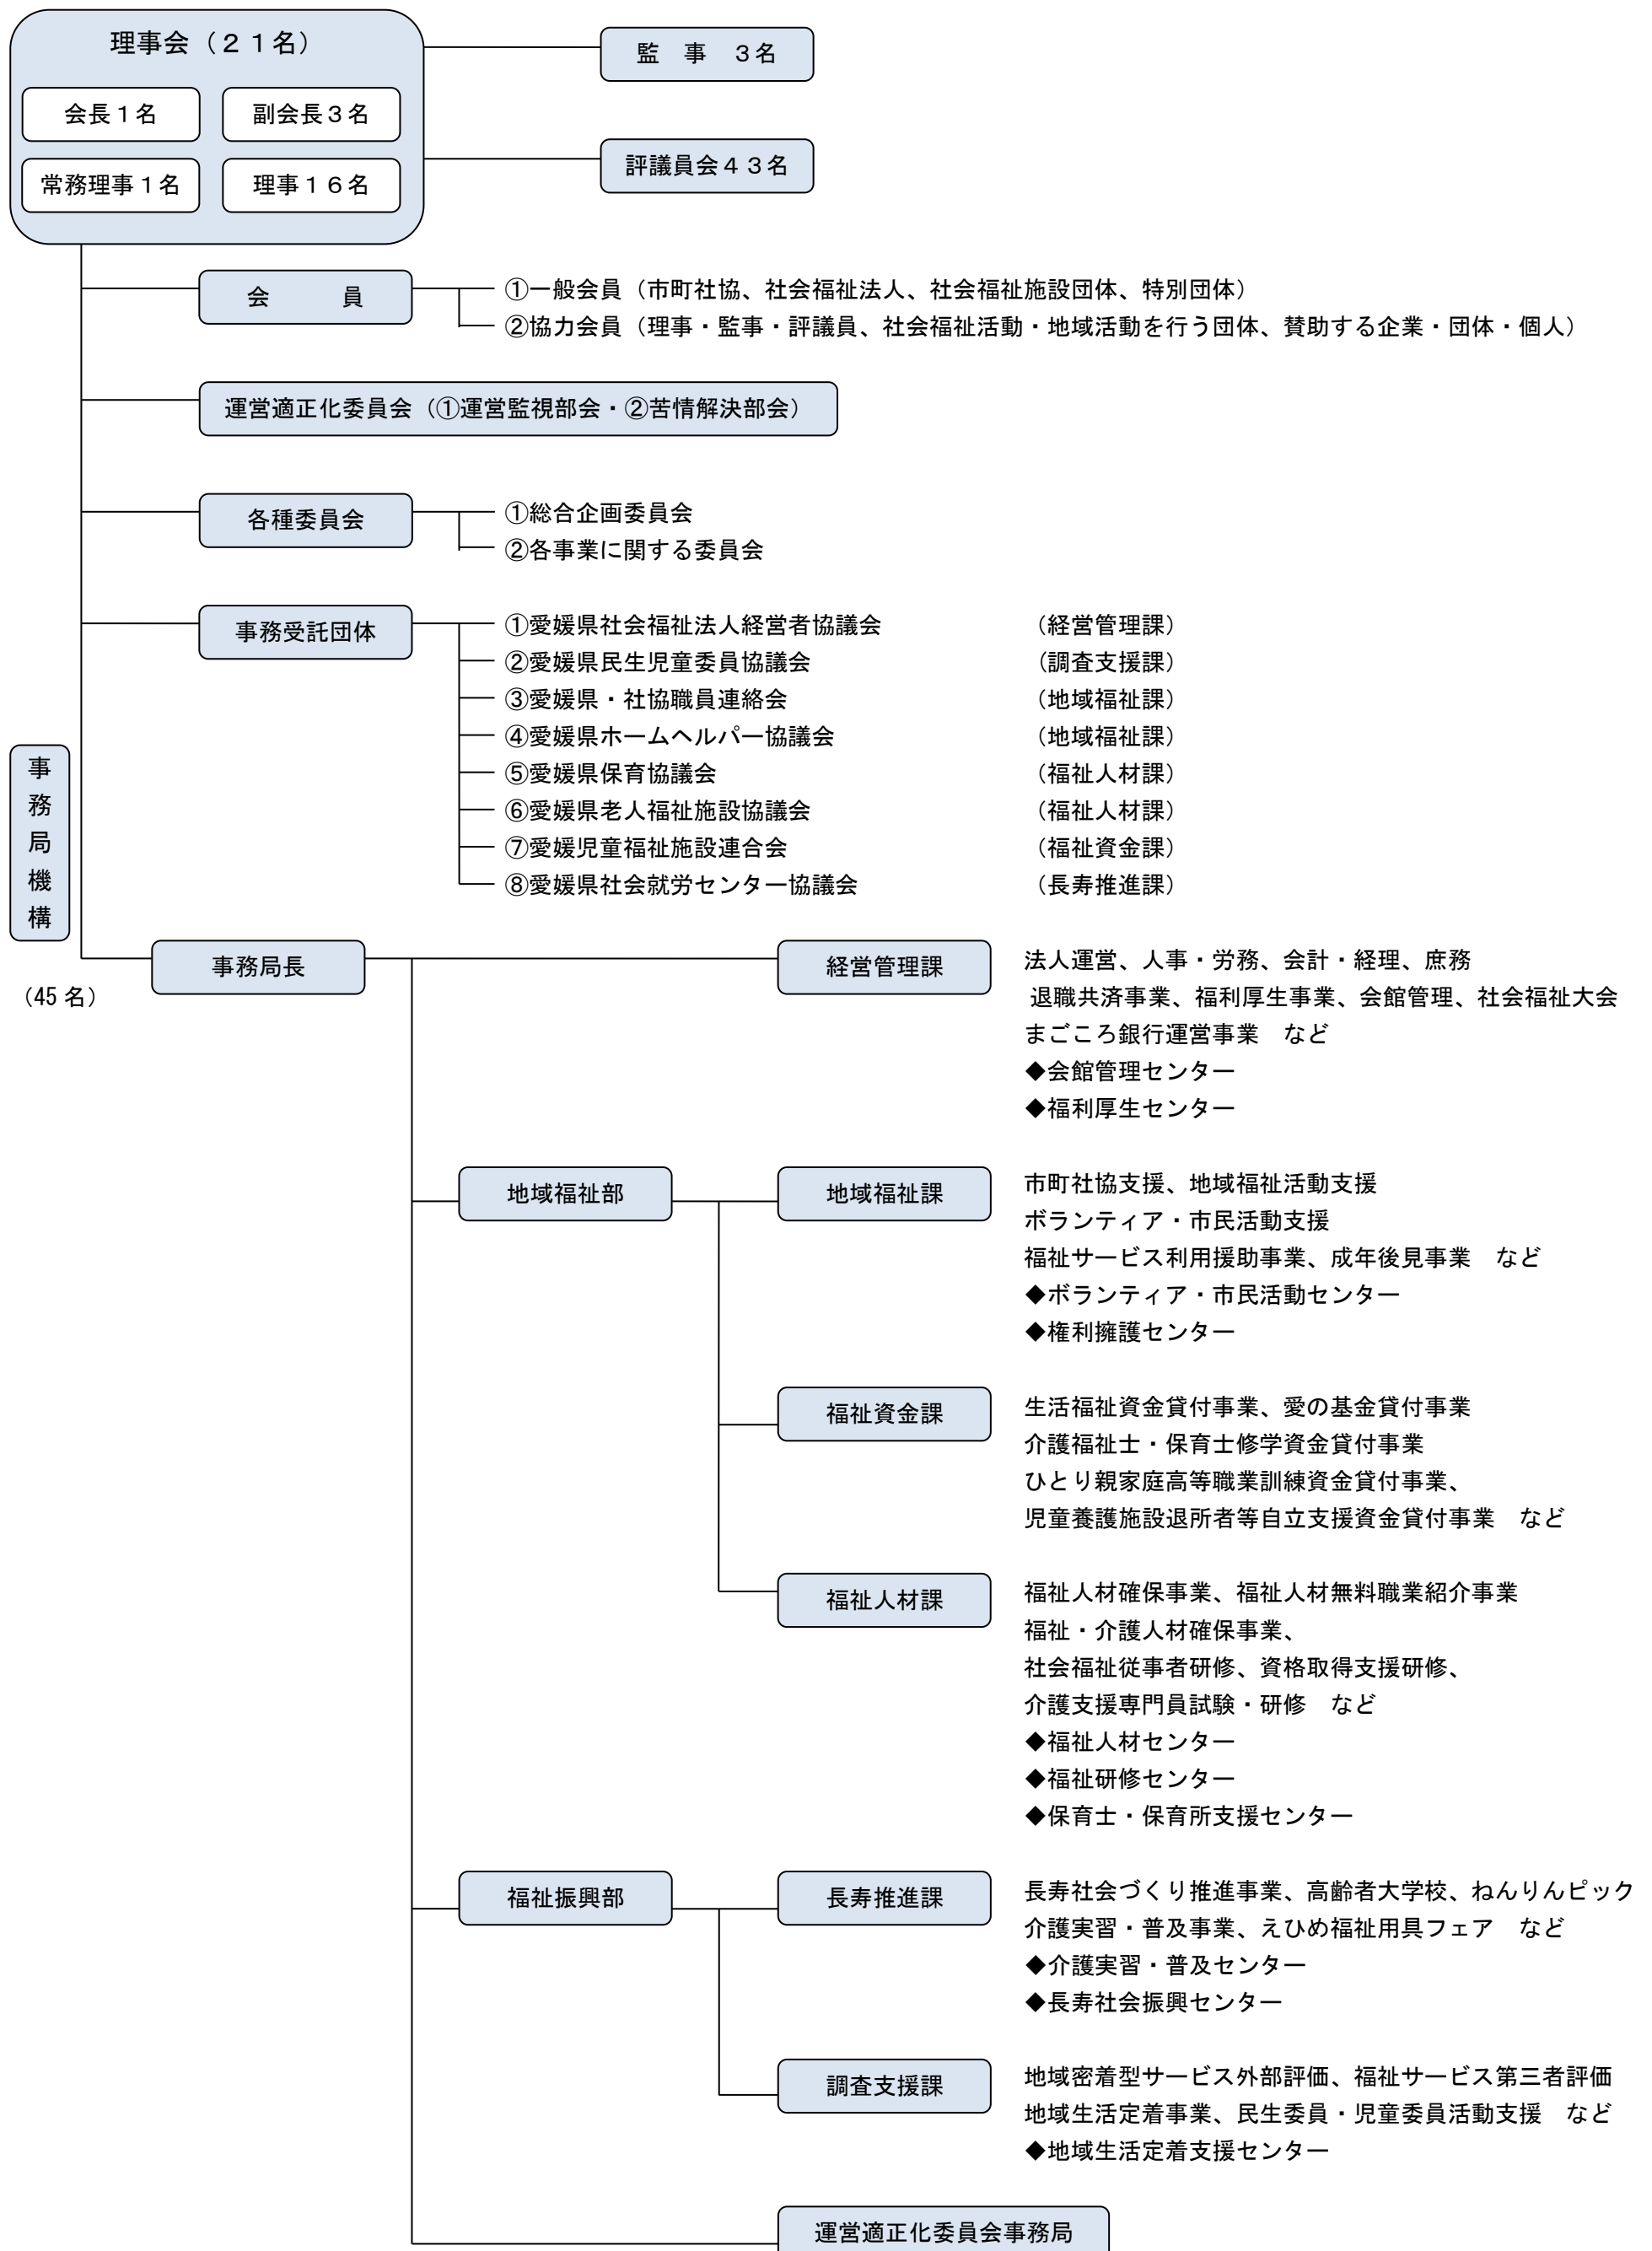 理事会（２１名）
会長１名
副会長３名
常務理事１名
理事１６名
監　事　３名
評議員会４３名
会　　　員
①一般会員（市町社協、社会福祉法人、社会福祉施設団体、特別団体）
②協力会員（理事・監事・評議員、社会福祉活動・地域活動を行う団体、賛助する企業・団体・個人）
運営適正化委員会（①運営監視部会・②苦情解決部会）
各種委員会
①総合企画委員会
②各事業に関する委員会
事務受託団体
①愛媛県社会福祉法人経営者協議会　（経営管理課）
②愛媛県民生児童委員協議会　（調査支援課）
③愛媛県・社協職員連絡会　（地域福祉課）
④愛媛県ホームヘルパー協議会　（地域福祉課）
⑤愛媛県保育協議会　（福祉人材課）
⑥愛媛県老人福祉施設協議会　（福祉人材課）
⑦愛媛児童福祉施設連合会　（福祉資金課）
⑧愛媛県社会就労センター協議会　（長寿推進課）
事務局機構
（45 名）
事務局長
経営管理課
法人運営、人事・労務、会計・経理、庶務
退職共済事業、福利厚生事業、会館管理、社会福祉大会
まごころ銀行運営事業　など
◆会館管理センター
◆福利厚生センター
地域福祉部
地域福祉課
市町社協支援、地域福祉活動支援
ボランティア・市民活動支援
福祉サービス利用援助事業、成年後見事業　など
◆ボランティア・市民活動センター
◆権利擁護センター
福祉資金課
生活福祉資金貸付事業、愛の基金貸付事業
介護福祉士・保育士修学資金貸付事業
ひとり親家庭高等職業訓練資金貸付事業、
児童養護施設退所者等自立支援資金貸付事業　など
福祉人材課
福祉人材確保事業、福祉人材無料職業紹介事業
福祉・介護人材確保事業、
社会福祉従事者研修、資格取得支援研修、
介護支援専門員試験・研修　など
◆福祉人材センター
◆福祉研修センター
◆保育士・保育所支援センター
福祉振興部
長寿推進課
長寿社会づくり推進事業、高齢者大学校、ねんりんピック
介護実習・普及事業、えひめ福祉用具フェア　など
◆介護実習・普及センター
◆長寿社会振興センター
調査支援課
地域密着型サービス外部評価、福祉サービス第三者評価
地域生活定着事業、民生委員・児童委員活動支援　など
◆地域生活定着支援センター
運営適正化委員会事務局